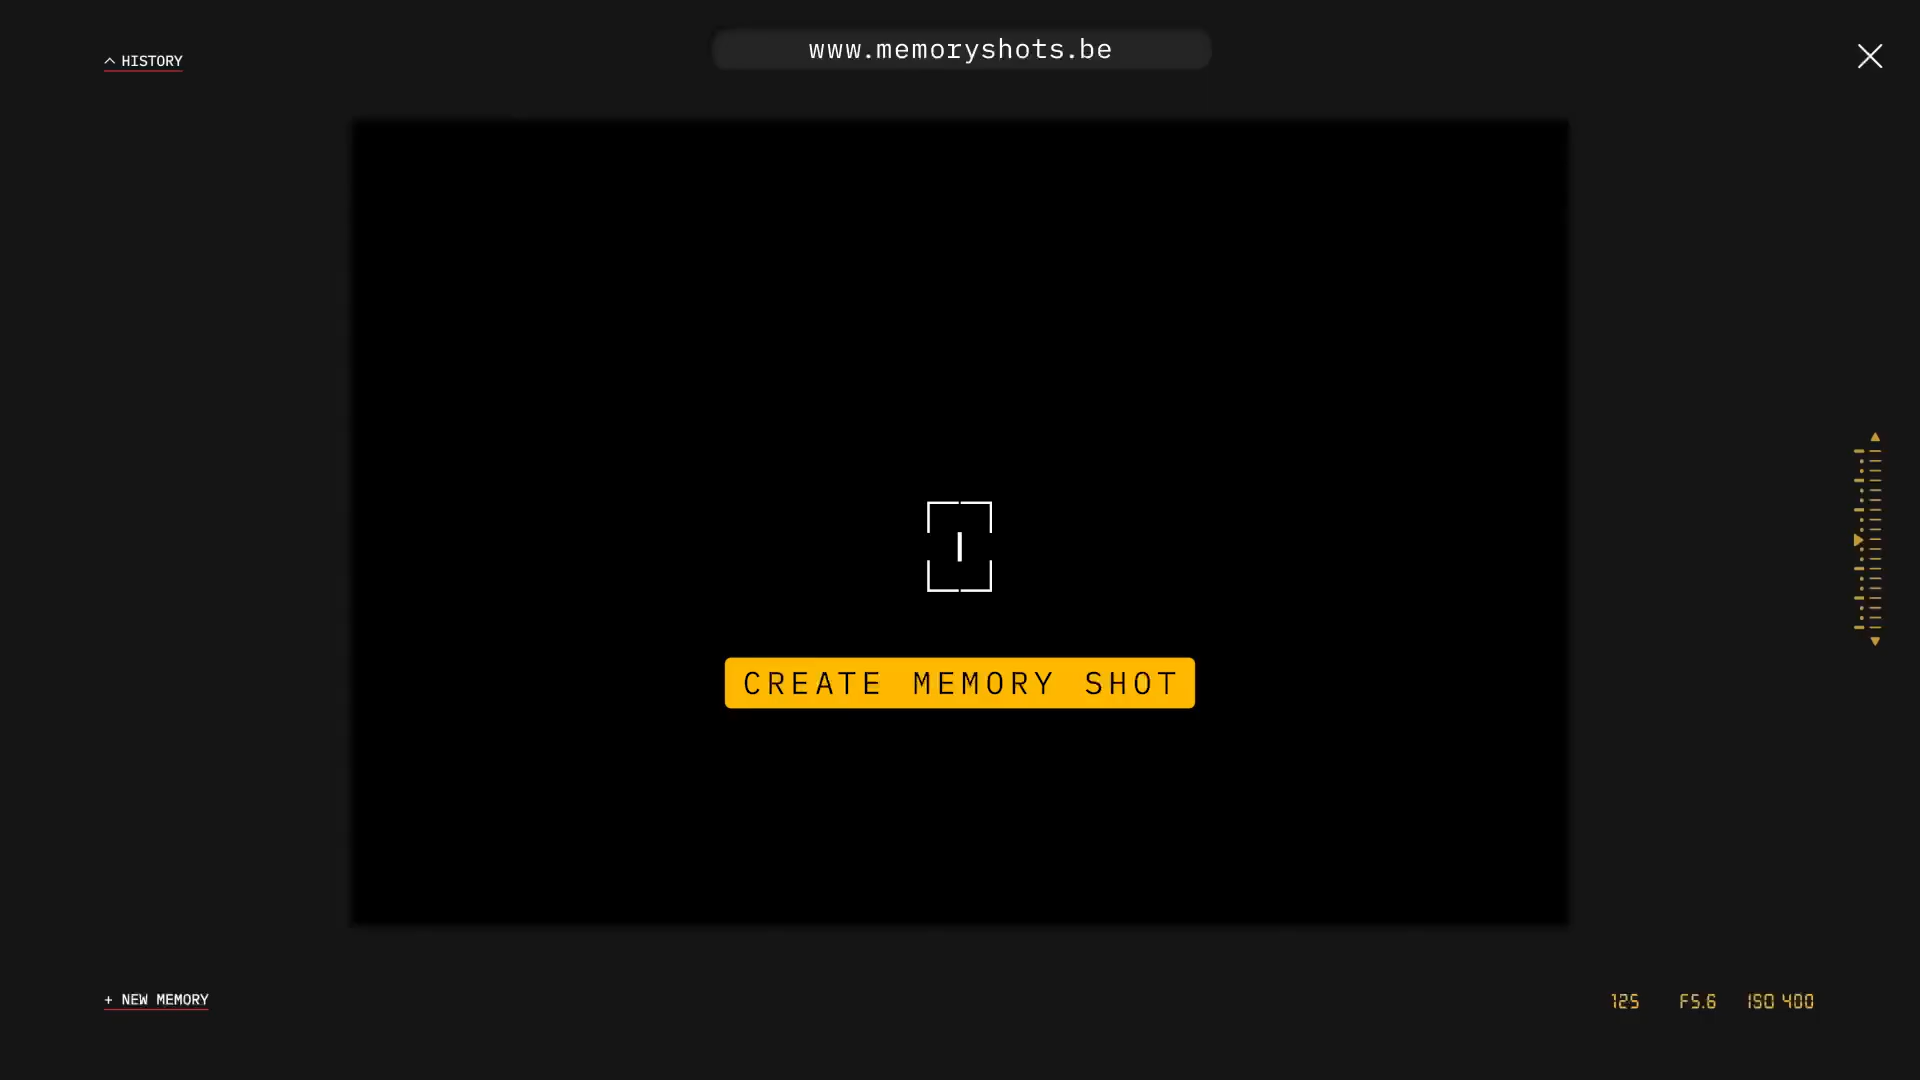 ^ HISTORY
www.memoryshots.be
CREATE MEMORY SHOT
+ NEW MEMORY
125 F5.6 ISO 400